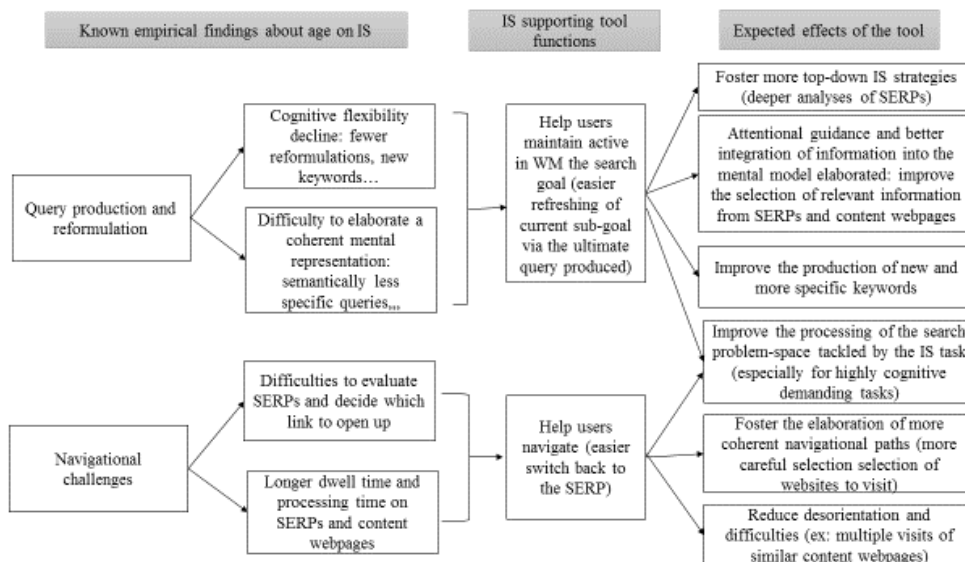 Known empirical findings about age on IS
IS supporting tool
functions
Expected effects of the tool
Query production and
reformulation
Cognitive flexibility
decline: fewer
reformulations, new
keywords…
Difficulty to elaborate a
coherent mental
representation:
semantically less
specific queries,,,
Help users
maintain active
in WM the search
goal (easier
refreshing of
current sub-goal
via the ultimate
query produced)
Foster more top-down IS strategies
(deeper analyses of SERPs)
Attentional guidance and better
integration of information into the
mental model elaborated: improve
the selection of relevant information
from SERPs and content webpages
Improve the production of new and
more specific keywords
Improve the processing of the search
problem-space tackled by the IS task
(especially for highly cognitive
demanding tasks)
Navigational
challenges
Difficulties to evaluate
SERPs and decide which
link to open up
Longer dwell time and
processing time on
SERPs and content
webpages
Help users
navigate (easier
switch back to
the SERP)
Foster the elaboration of more
coherent navigational paths (more
careful selection selection of
websites to visit)
Reduce desorientation and
difficulties (ex: multiple visits of
similar content webpages)